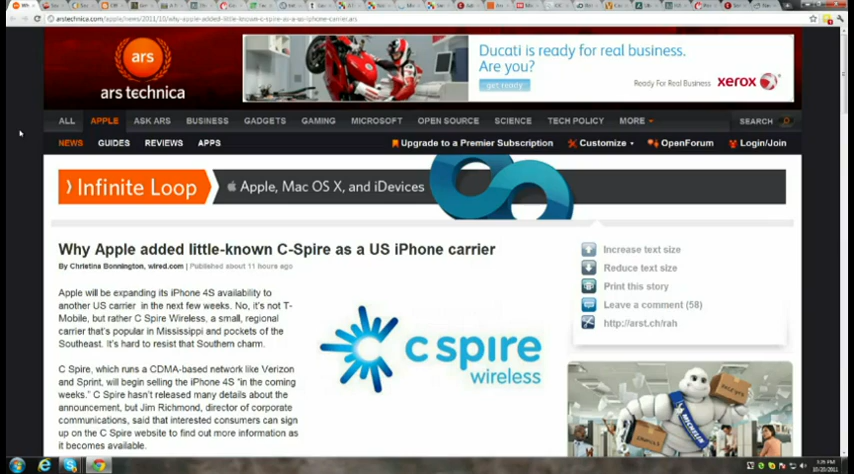 arstechnica.com/apple/news/2011/10/why-apple-added-little-known-c-spire-as-a-us-iphone-carrier.ars
ars
ars technica
Ducati is ready for real business.
Are you?
get ready
Ready For Real Business xerox
ALL APPLE ASK ARS BUSINESS GADGETS GAMING MICROSOFT OPEN SOURCE SCIENCE TECH POLICY MORE SEARCH
NEWS GUIDES REVIEWS APPS Upgrade to a Premier Subscription Customize OpenForum Login/Join
Infinite Loop Apple, Mac OS X, and iDevices
Why Apple added little-known C-Spire as a US iPhone carrier
By Christina Bonnington, wired.com | Published about 11 hours ago
Apple will be expanding its iPhone 4S availability to
another US carrier in the next few weeks. No, it's not T-
Mobile, but rather C Spire Wireless, a small, regional
carrier that's popular in Mississippi and pockets of the
Southeast. It's hard to resist that Southern charm.
C Spire, which runs a CDMA-based network like Verizon
and Sprint, will begin selling the iPhone 4S "in the coming
weeks." C Spire hasn't released many details about the
announcement, but Jim Richmond, director of corporate
communications, said that interested consumers can sign
up on the C Spire website to find out more information as
it becomes available.
c spire
wireless
Increase text size
Reduce text size
Print this story
Leave a comment (58)
http://arst.ch/rah
MICHELIN